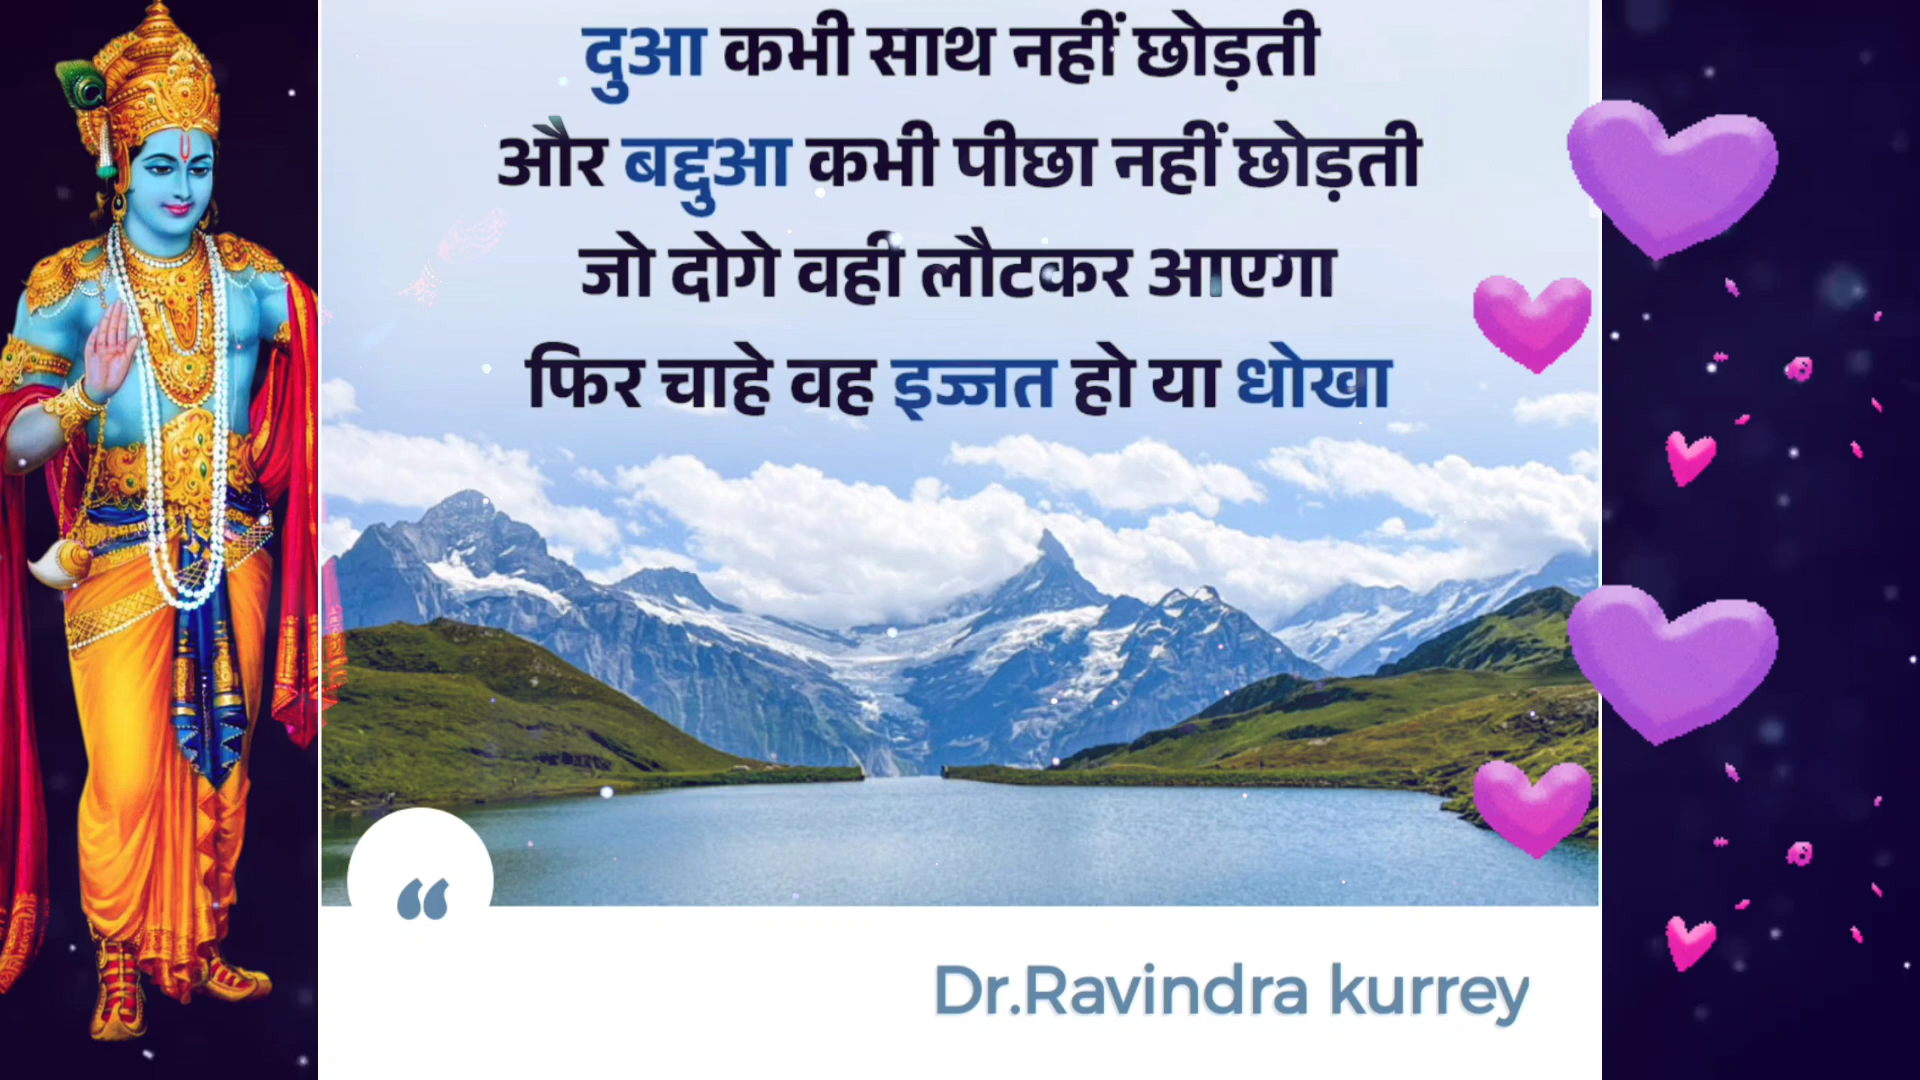 दुआ कभी साथ नहीं छोड़ती
और बद्दुआ कभी पीछा नहीं छोड़ती
जो दोगे वही लौटकर आएगा
फिर चाहे वह इज्जत हो या धोखा
“
Dr.Ravindra kurrey